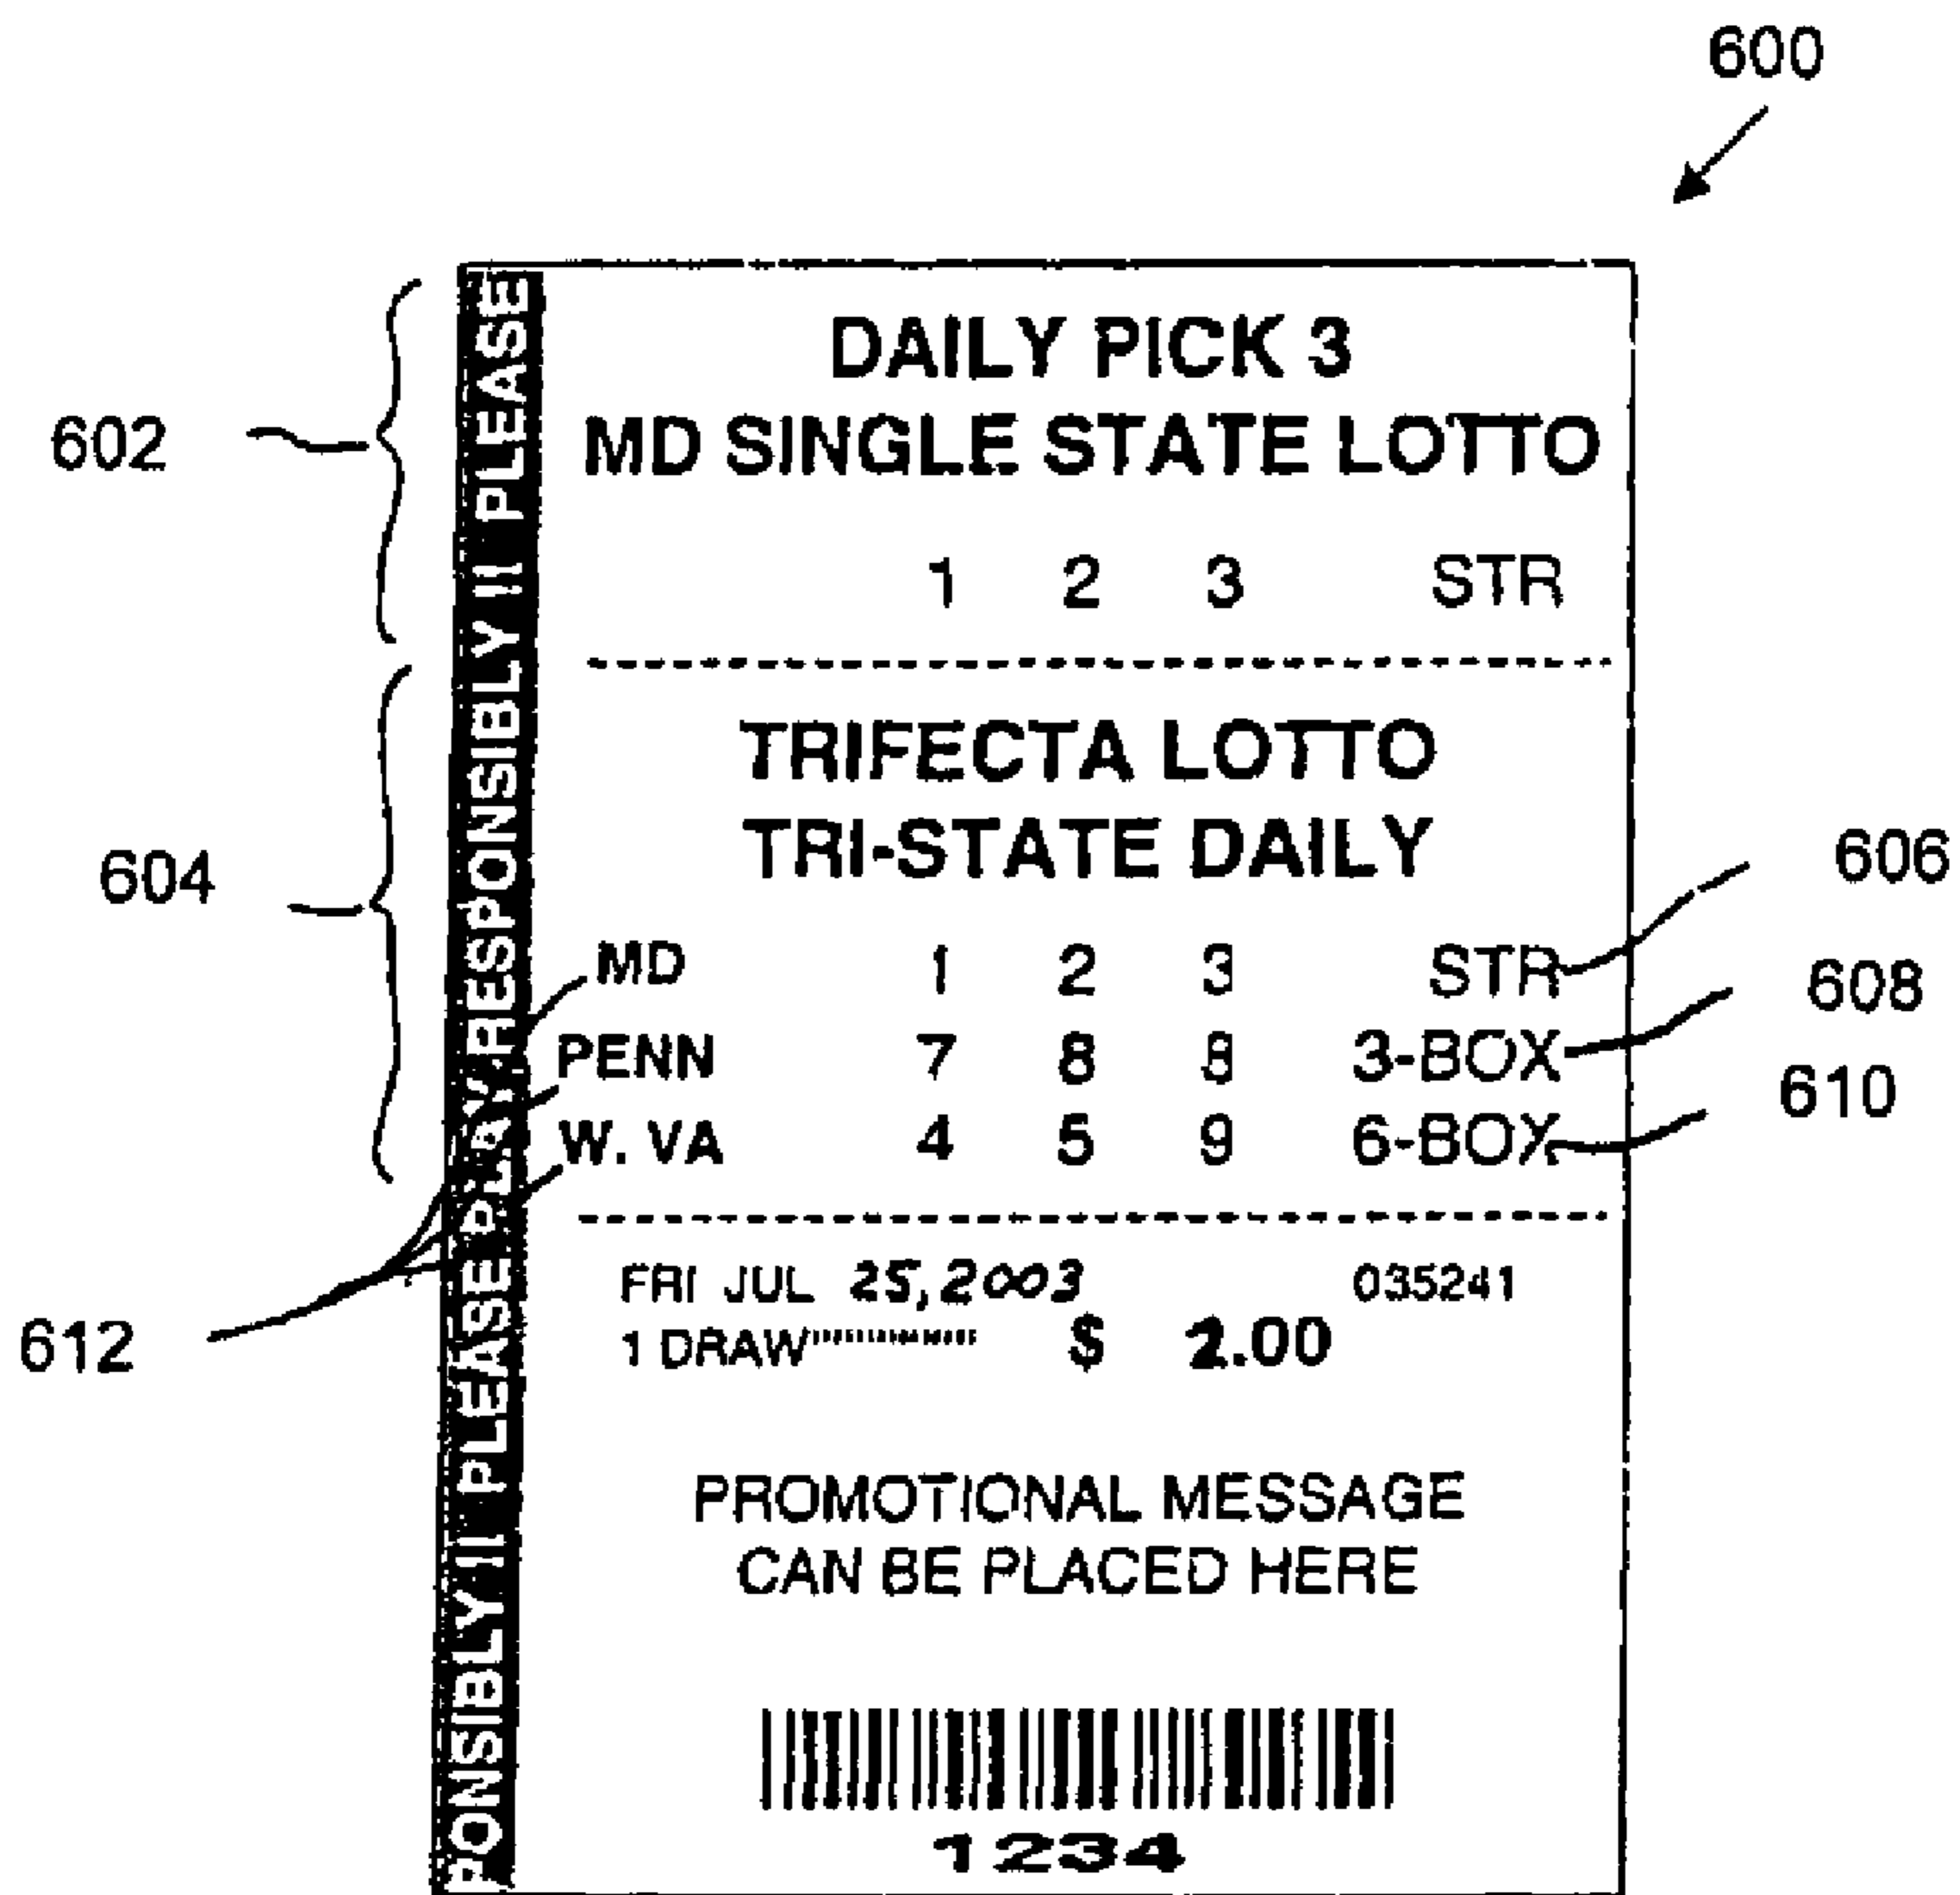 600
602
DAILY PICK 3
MD SINGLE STATE LOTTO
1 2 3 STR
604
TRIFECTA LOTTO
TRI-STATE DAILY
606
MD 1 2 3 STR
608
PENN 7 8 8 3-BOX
610
W. VA 4 5 9 6-BOX
612
FRI JUL 25, 2003 035241
1 DRAW $ 2.00
PROMOTIONAL MESSAGE
CAN BE PLACED HERE
1234
ONSIBLY III PLEASE PLAY RESPONSIBLY III PLEASE